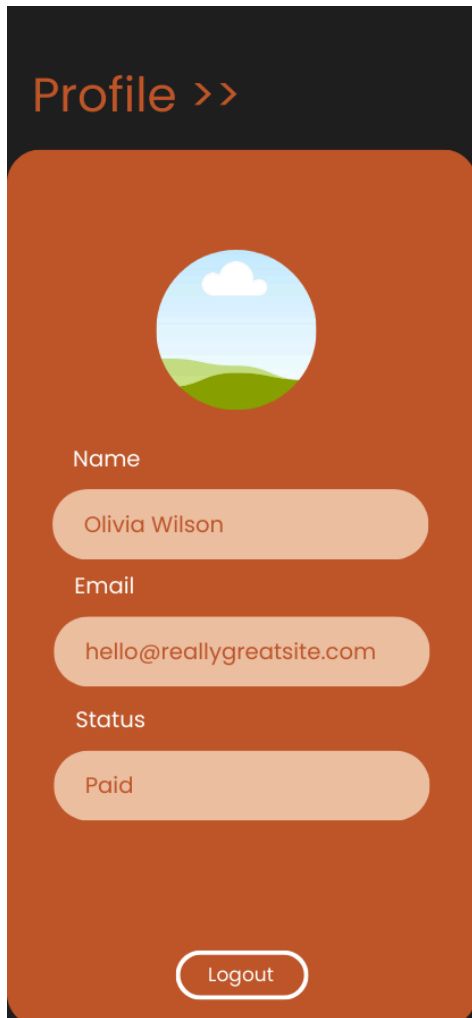 Profile >>
Name
Olivia Wilson
Email
hello@reallygreatsite.com
Status
Paid
Logout